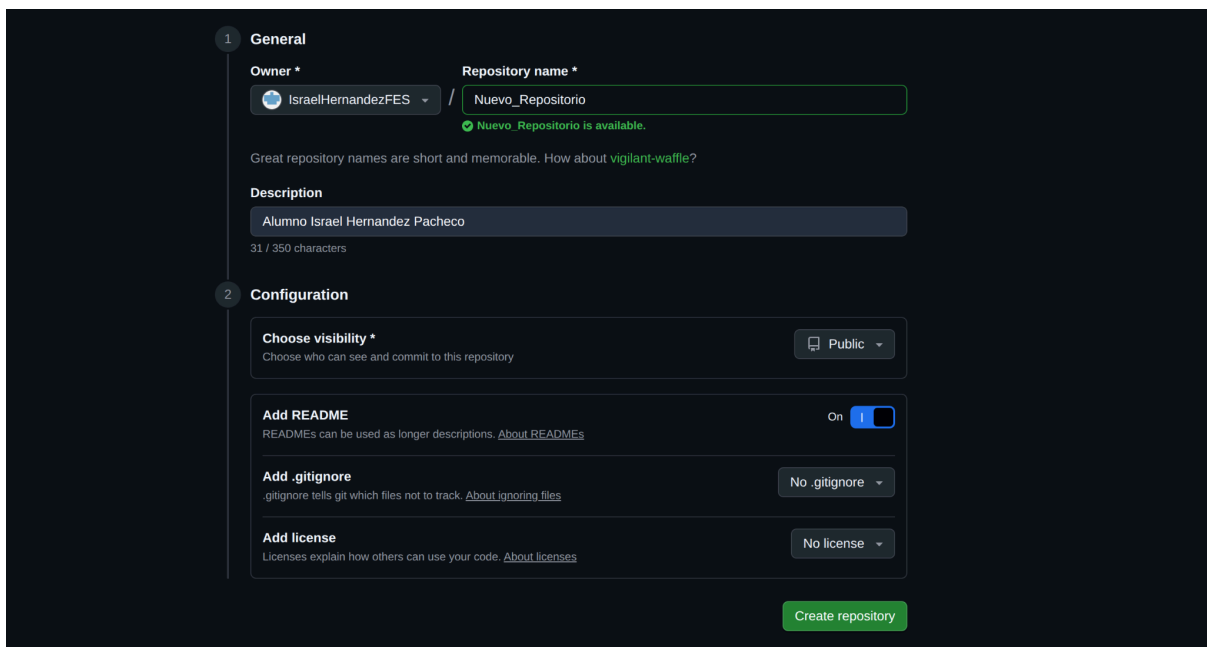 1 General
Owner * Repository name *
IsraelHernandezFES / Nuevo_Repositorio
Nuevo_Repositorio is available.
Great repository names are short and memorable. How about vigilant-waffle?
Description
Alumno Israel Hernandez Pacheco
31 / 350 characters
2 Configuration
Choose visibility *
Public
Choose who can see and commit to this repository
Add README
On
READMEs can be used as longer descriptions. About READMEs
Add .gitignore
No .gitignore
.gitignore tells git which files not to track. About ignoring files
Add license
No license
Licenses explain how others can use your code. About licenses
Create repository